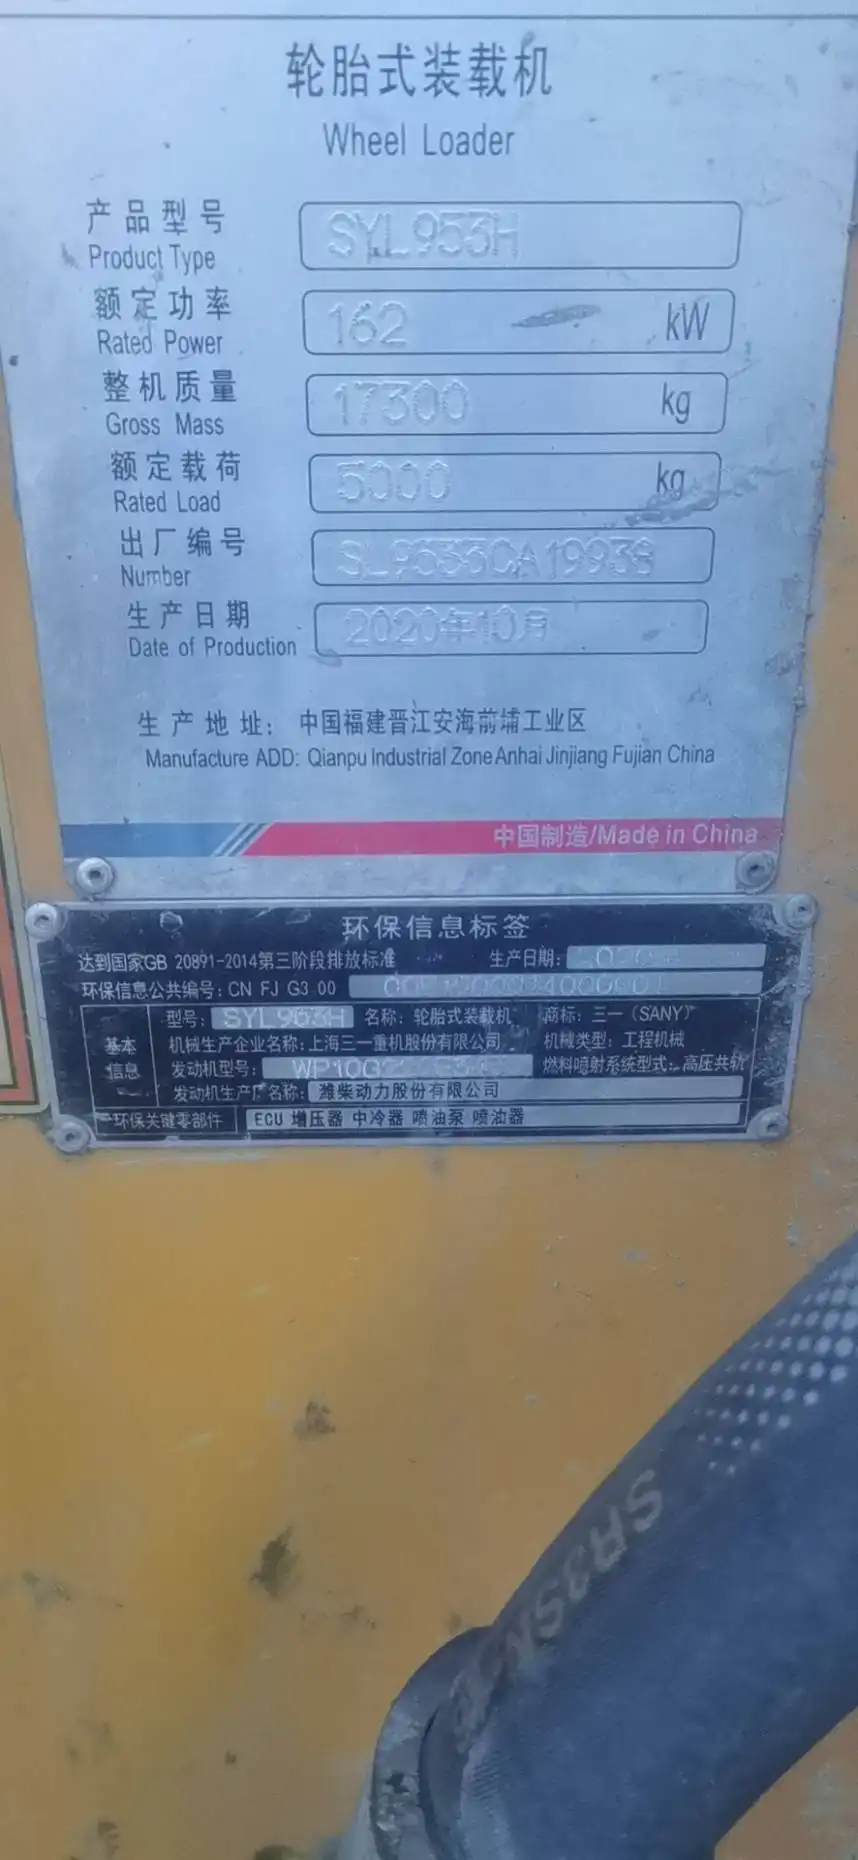 轮胎式装载机
Wheel Loader
产品型号 SYL953H
Product Type
额定功率 162 kW
Rated Power
整机质量 17300 kg
Gross Mass
额定载荷 5000 kg
Rated Load
出厂编号
Number
生产日期 2020年10月
Date of Production
生产地址: 中国福建晋江安海前埔工业区
Manufacture ADD: Qianpu Industrial Zone Anhai Jinjiang Fujian China
中国制造/Made in China
环保信息标签
达到国家GB 20891-2014第三阶段排放标准 生产日期:
环保信息公共编号: CN FJ G3 00
基本信息
型号: SYL953H 名称: 轮胎式装载机 商标: 三一 (SANY)
机械生产企业名称: 上海三一重机股份有限公司 机械类型: 工程机械
发动机型号: 燃料喷射系统型式: 高压共轨
发动机生产厂名称: 潍柴动力股份有限公司
环保关键零部件 ECU 增压器 中冷器 喷油泵 喷油器